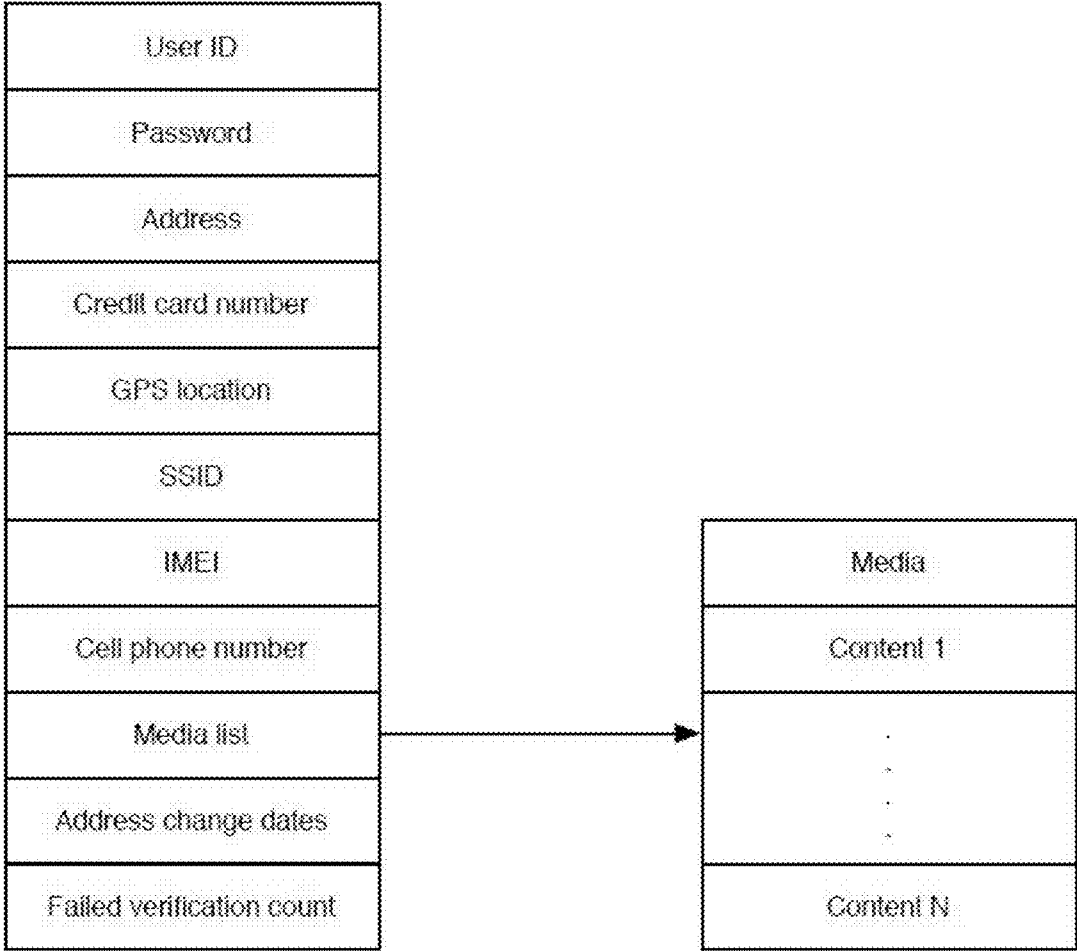 User ID
Password
Address
Credit card number
GPS location
SSID
IMEI
Cell phone number
Media list
Address change dates
Failed verification count
Media
Content 1
Content N